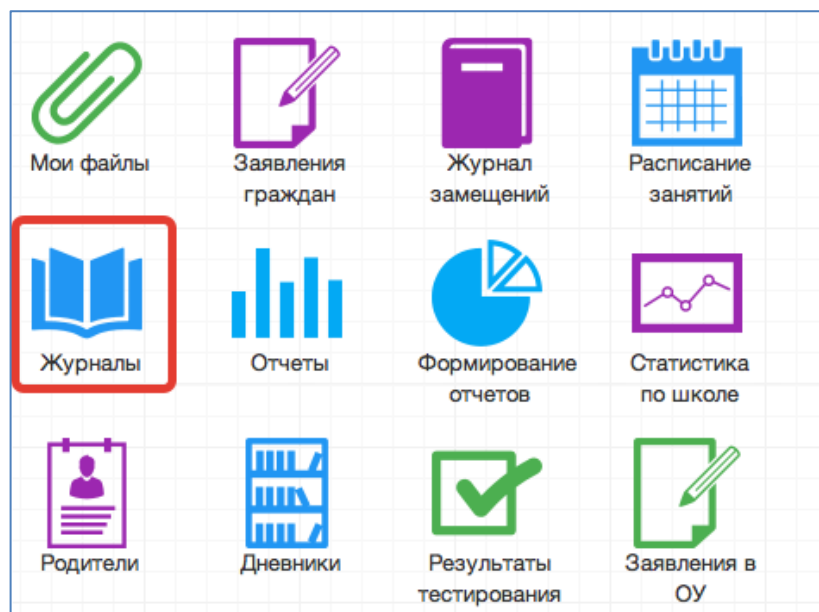 Мои файлы
Заявления
граждан
Журнал
замещений
Расписание
занятий
Журналы
Отчеты
Формирование
отчетов
Статистика
по школе
Родители
Дневники
Результаты
тестирования
Заявления в
ОУ